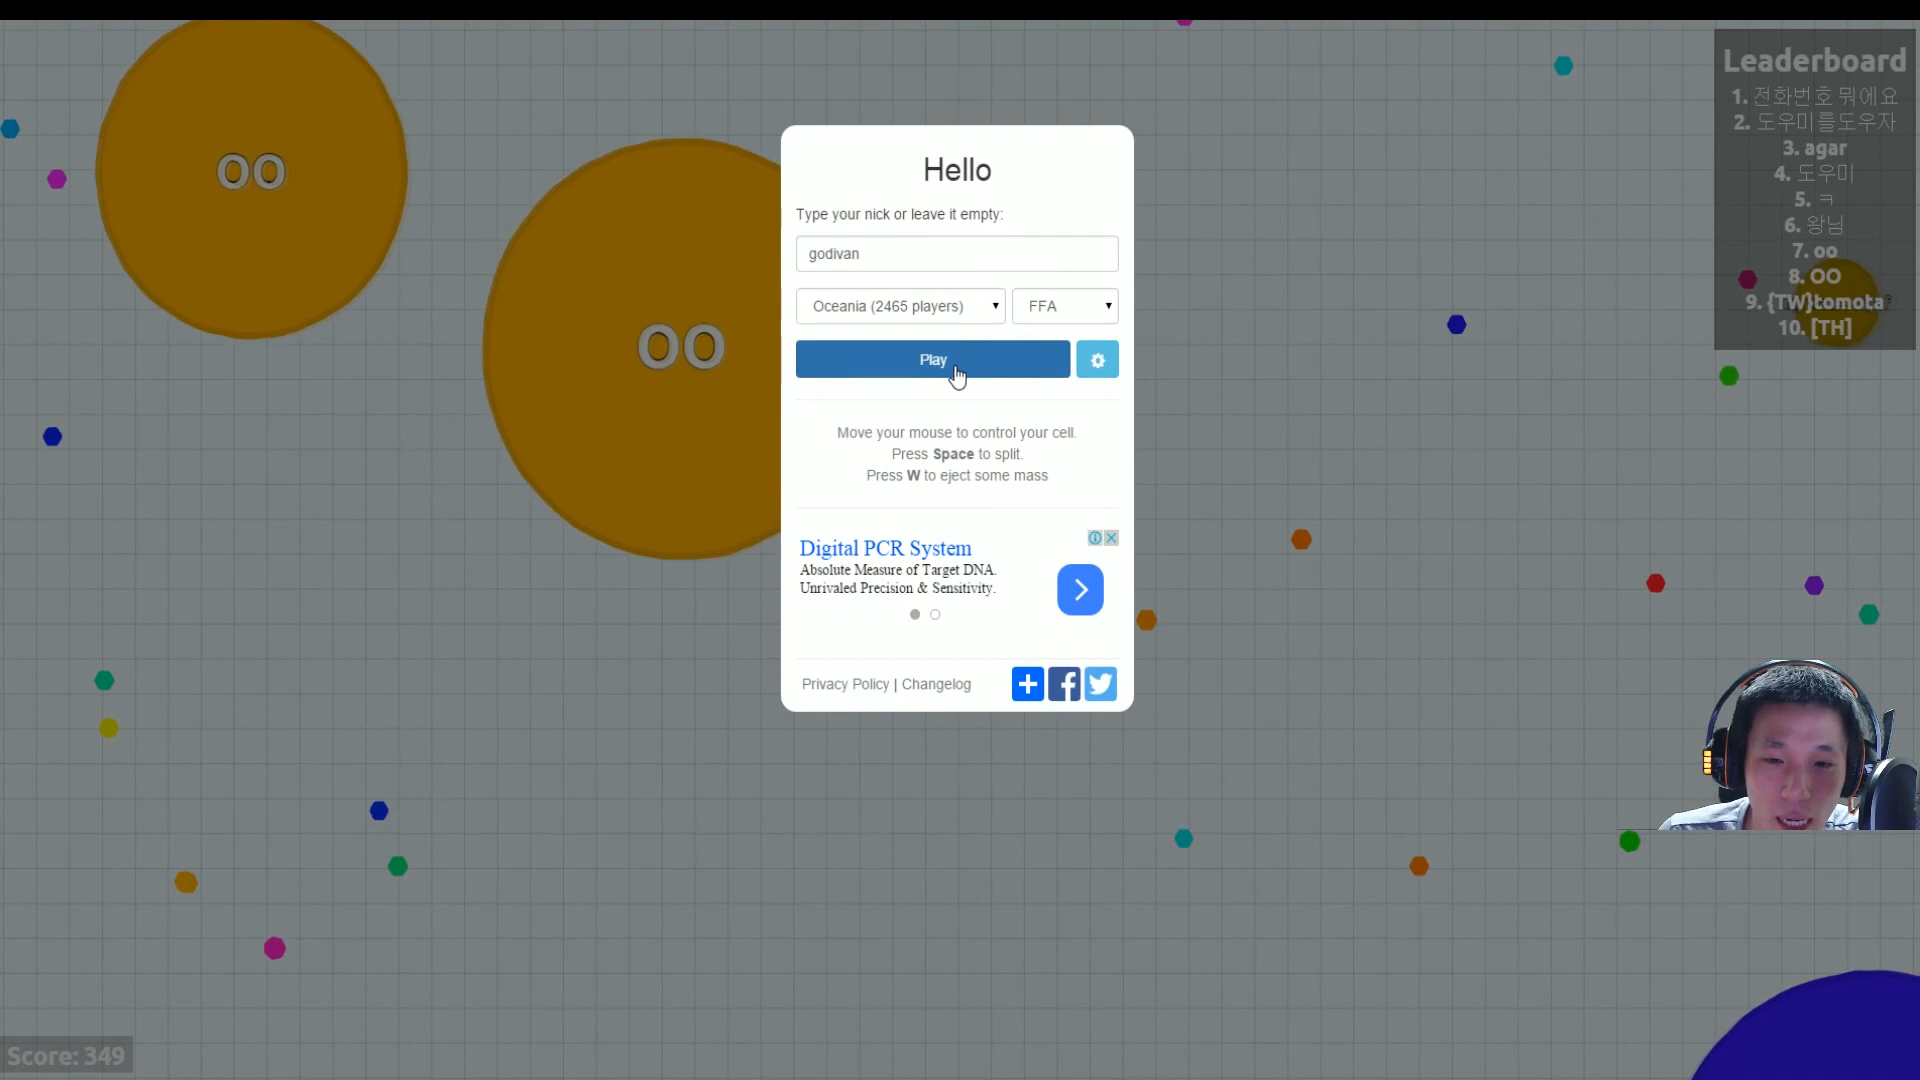 Leaderboard
1. 전화번호 뭐에요
2. 도우미를도우자
3. agar
4. 도우미
5. ㅋ
6. 왕님
7. oo
8. OO
9. {TW}tomota
10. [TH]
OO
OO
Hello
Type your nick or leave it empty:
godivan
Oceania (2465 players)
FFA
Play
Move your mouse to control your cell.
Press Space to split.
Press W to eject some mass
Digital PCR System
Absolute Measure of Target DNA.
Unrivaled Precision & Sensitivity.
Privacy Policy | Changelog
Score: 349